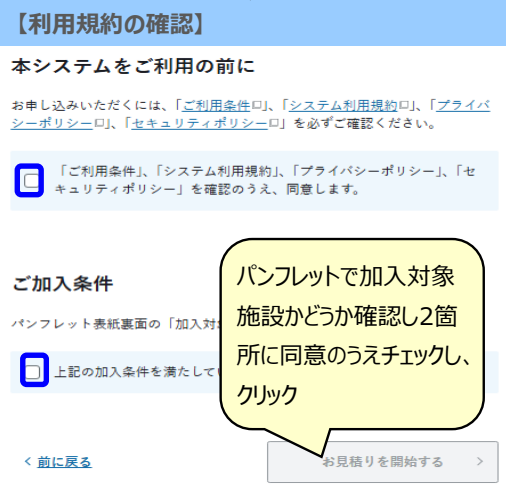 【利用規約の確認】
本システムをご利用の前に
お申し込みいただくには、「ご利用条件」、「システム利用規約」、「プライバ
シーポリシー」、「セキュリティポリシー」を必ずご確認ください。
「ご利用条件」、「システム利用規約」、「プライバシーポリシー」、「セ
キュリティポリシー」を確認のうえ、同意します。
ご加入条件
パンフレット表紙裏面の「加入対
上記の加入条件を満たして
パンフレットで加入対象
施設かどうか確認し2箇
所に同意のうえチェックし、
クリック
< 前に戻る
お見積りを開始する >